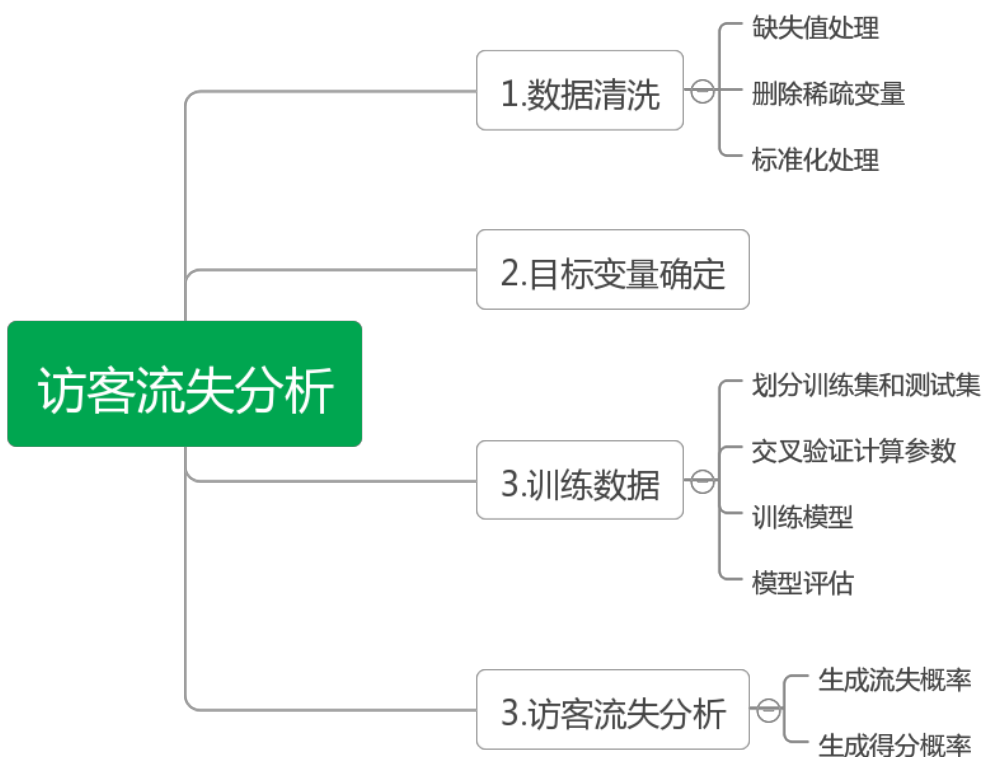 访客流失分析
1.数据清洗
缺失值处理
删除稀疏变量
标准化处理
2.目标变量确定
3.训练数据
划分训练集和测试集
交叉验证计算参数
训练模型
模型评估
3.访客流失分析
生成流失概率
生成得分概率